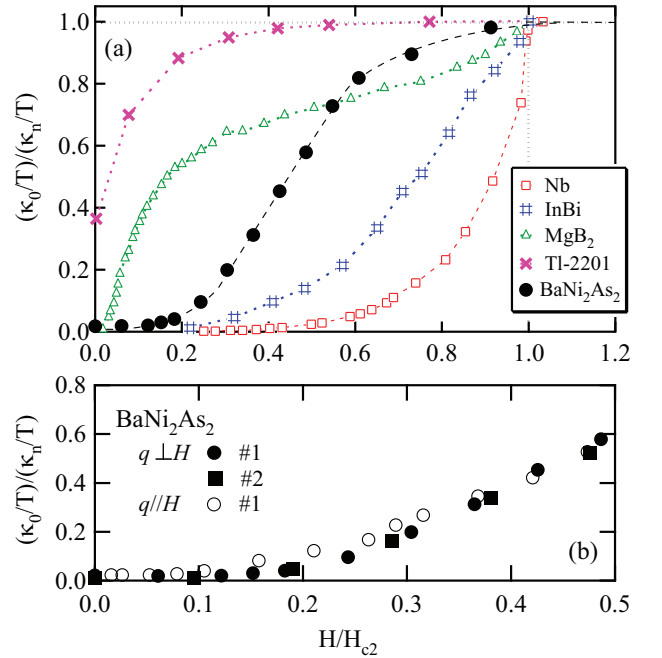 (κ₀/T)/(κₙ/T)
1.0
0.8
0.6
0.4
0.2
0.0
(a)
Nb
InBi
MgB₂
Tl-2201
BaNi₂As₂
0.0 0.2 0.4 0.6 0.8 1.0 1.2
(κ₀/T)/(κₙ/T)
0.8
0.6
0.4
0.2
0.0
BaNi₂As₂
q ⊥ H #1
#2
q//H #1
(b)
0.0 0.1 0.2 0.3 0.4 0.5
H/H_c2